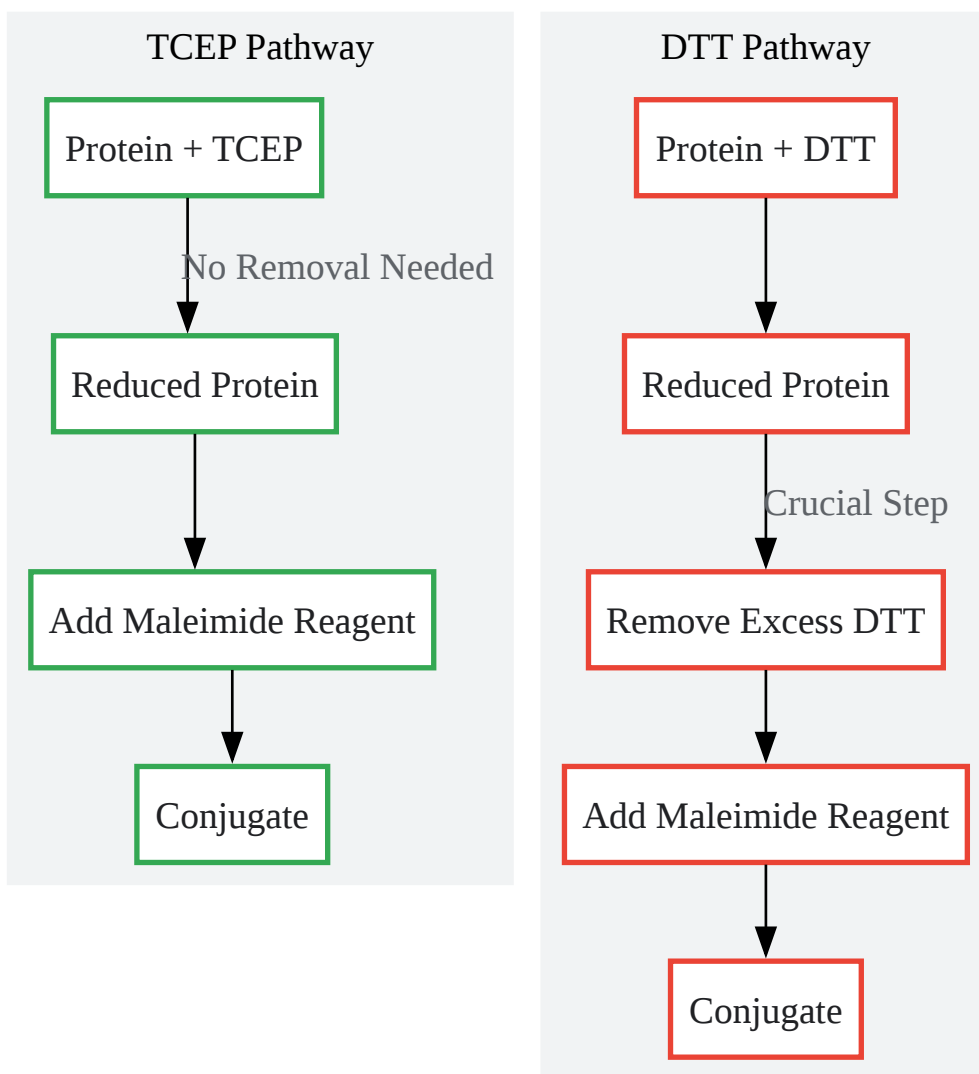 TCEP Pathway
Protein + TCEP
No Removal Needed
Reduced Protein
Add Maleimide Reagent
Conjugate
DTT Pathway
Protein + DTT
Reduced Protein
Crucial Step
Remove Excess DTT
Add Maleimide Reagent
Conjugate